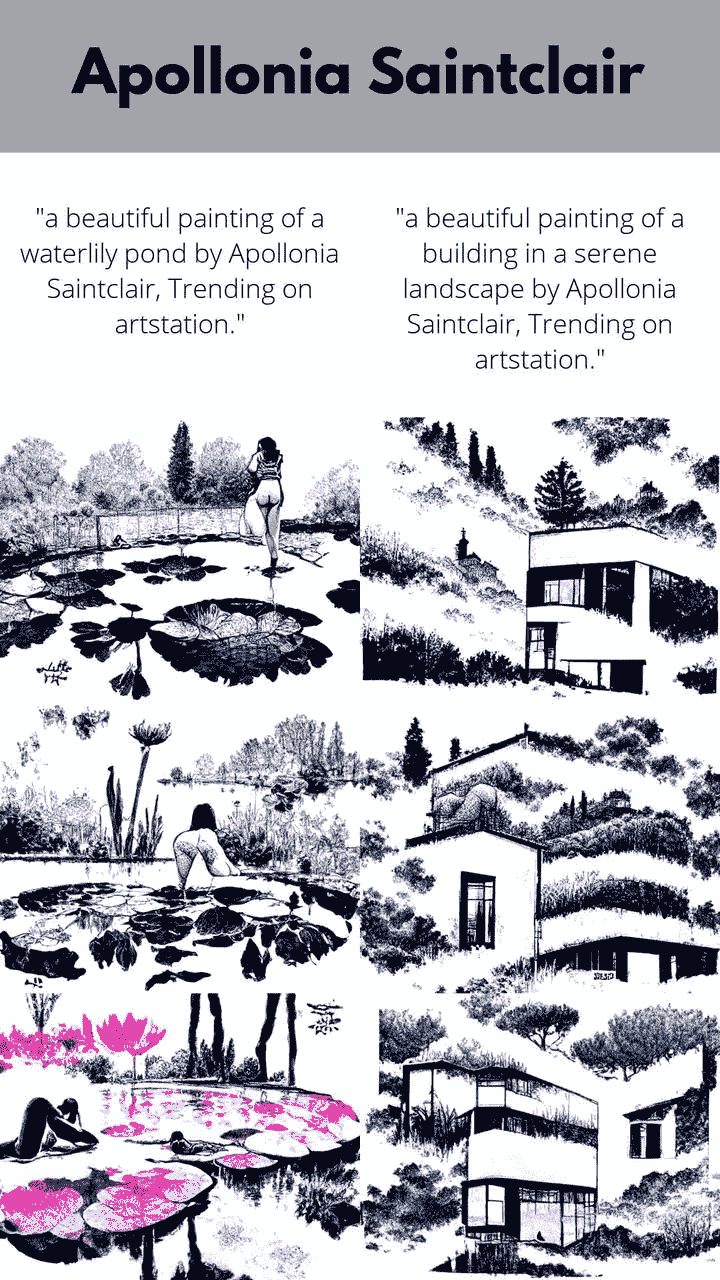 Apollonia Saintclair
"a beautiful painting of a
waterlily pond by Apollonia
Saintclair, Trending on
artstation."
"a beautiful painting of a
building in a serene
landscape by Apollonia
Saintclair, Trending on
artstation."